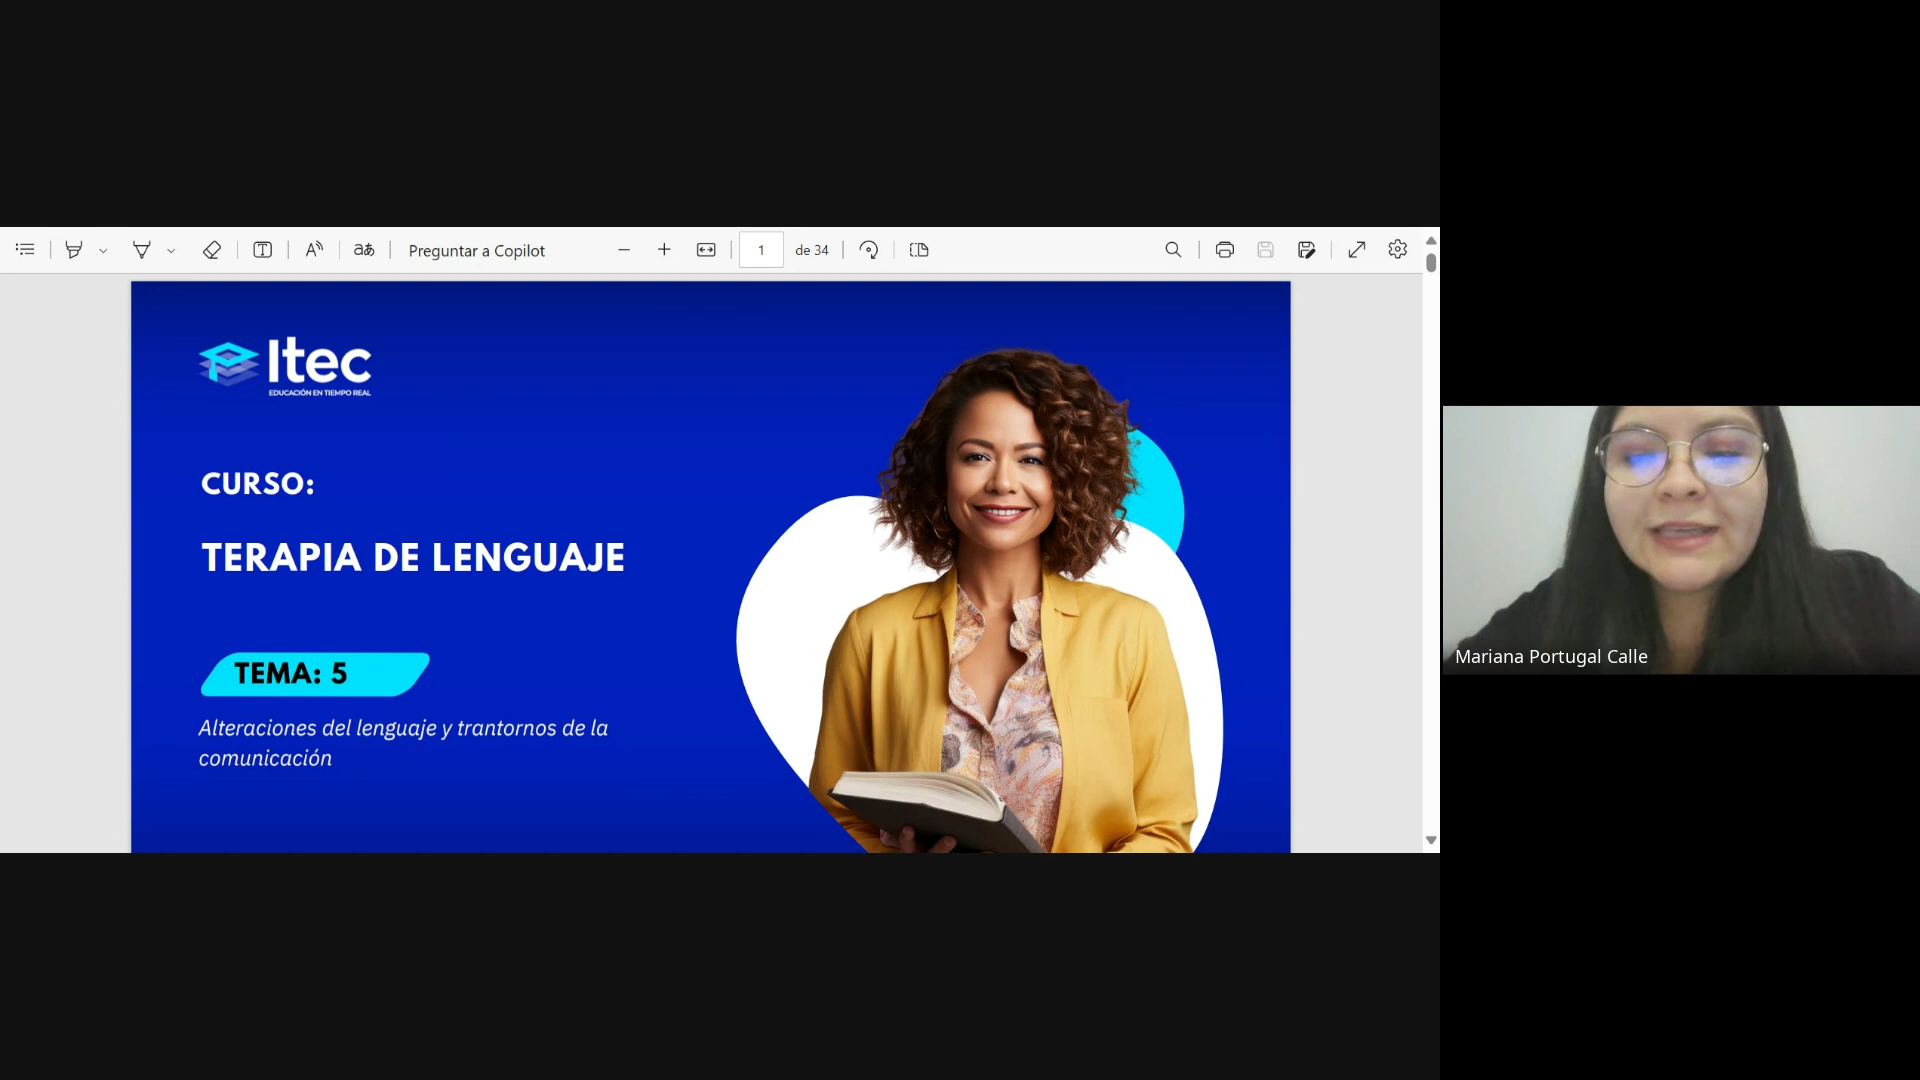 Preguntar a Copilot
1 de 34
Itec
EDUCACIÓN EN TIEMPO REAL
CURSO:
TERAPIA DE LENGUAJE
TEMA: 5
Alteraciones del lenguaje y trantornos de la
comunicación
Mariana Portugal Calle